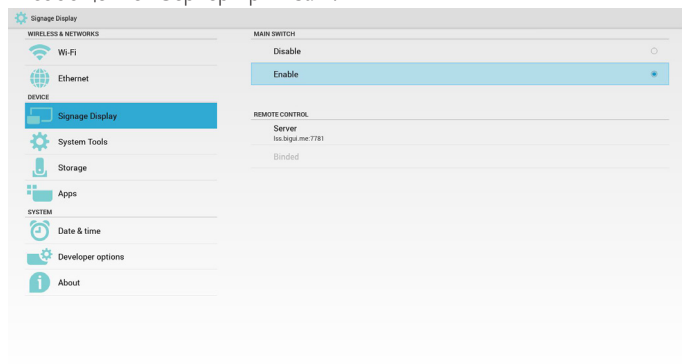 Signage Display
WIRELESS & NETWORKS
Wi-Fi
Ethernet
DEVICE
Signage Display
System Tools
Storage
Apps
SYSTEM
Date & time
Developer options
About
MAIN SWITCH
Disable
Enable
REMOTE CONTROL
Server
lss.bigui.me:7781
Binded